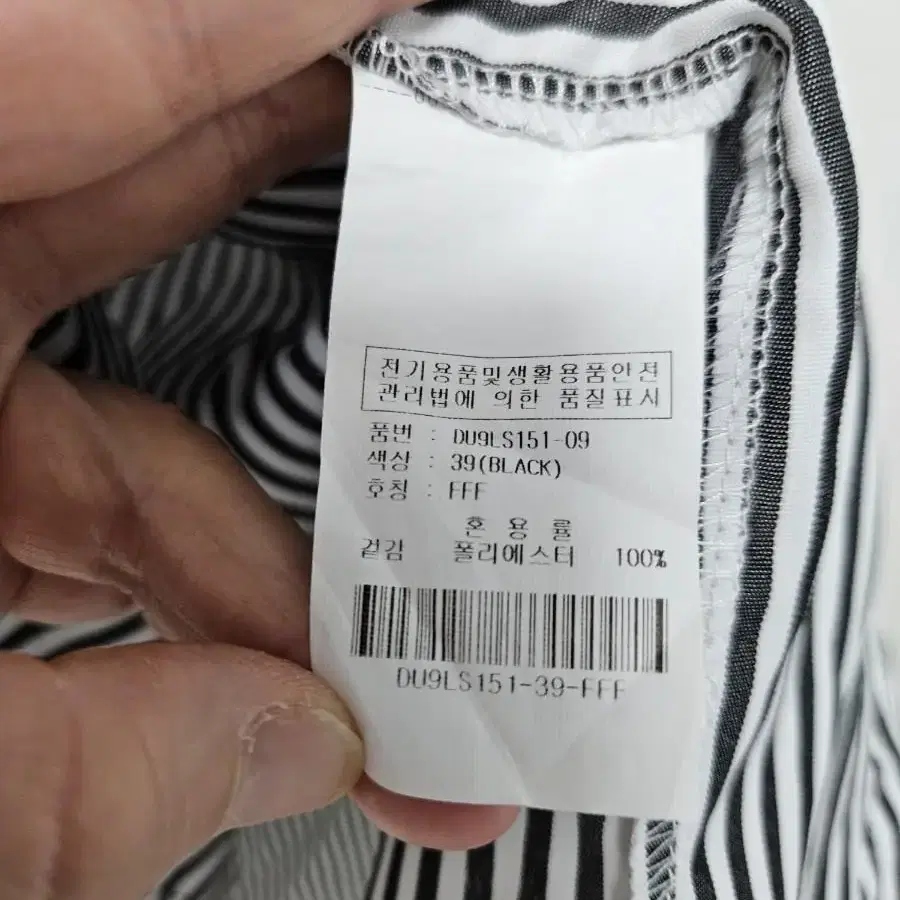 전기용품및생활용품안전
관리법에 의한 품질표시
품번 : DU9LS151-09
색상 : 39(BLACK)
호칭 : FFF
혼 용 률
겉감 폴리에스터 100%
DU9LS151-39-FFF